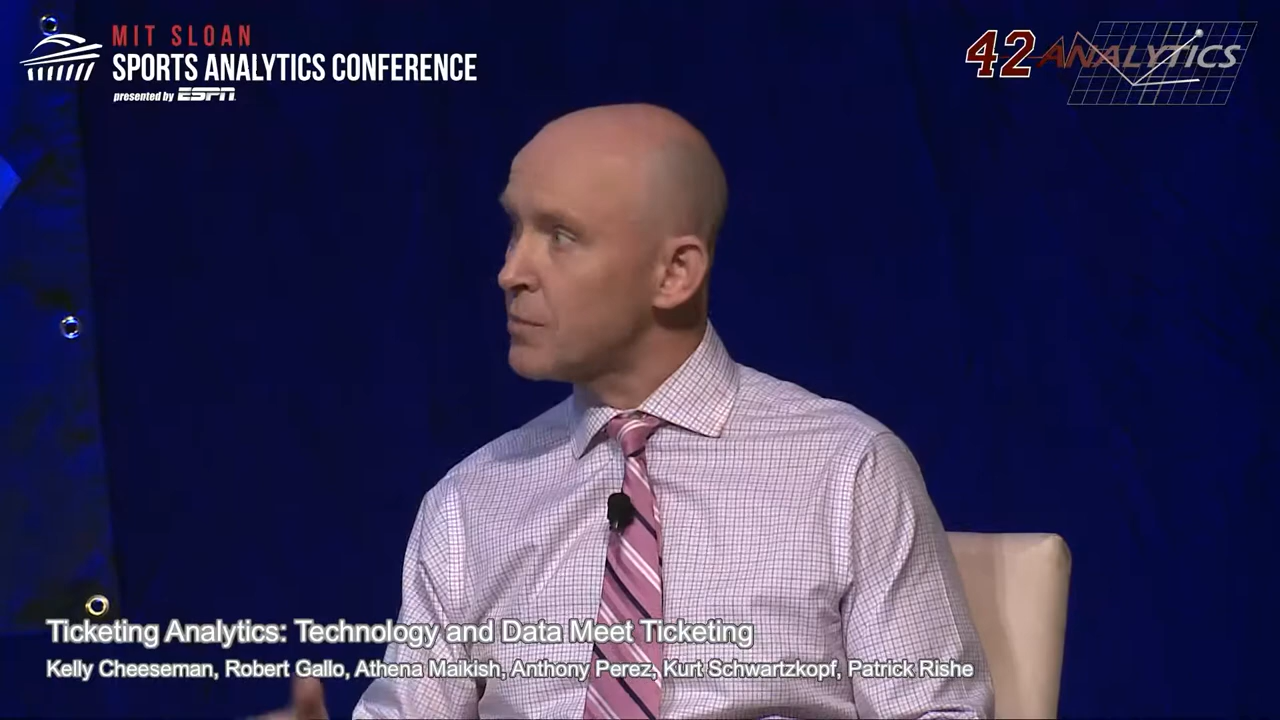 MIT SLOAN
SPORTS ANALYTICS CONFERENCE
presented by ESPN
42 ANALYTICS
Ticketing Analytics: Technology and Data Meet Ticketing
Kelly Cheeseman, Robert Gallo, Athena Maikish, Anthony Perez, Kurt Schwartzkopf, Patrick Rishe